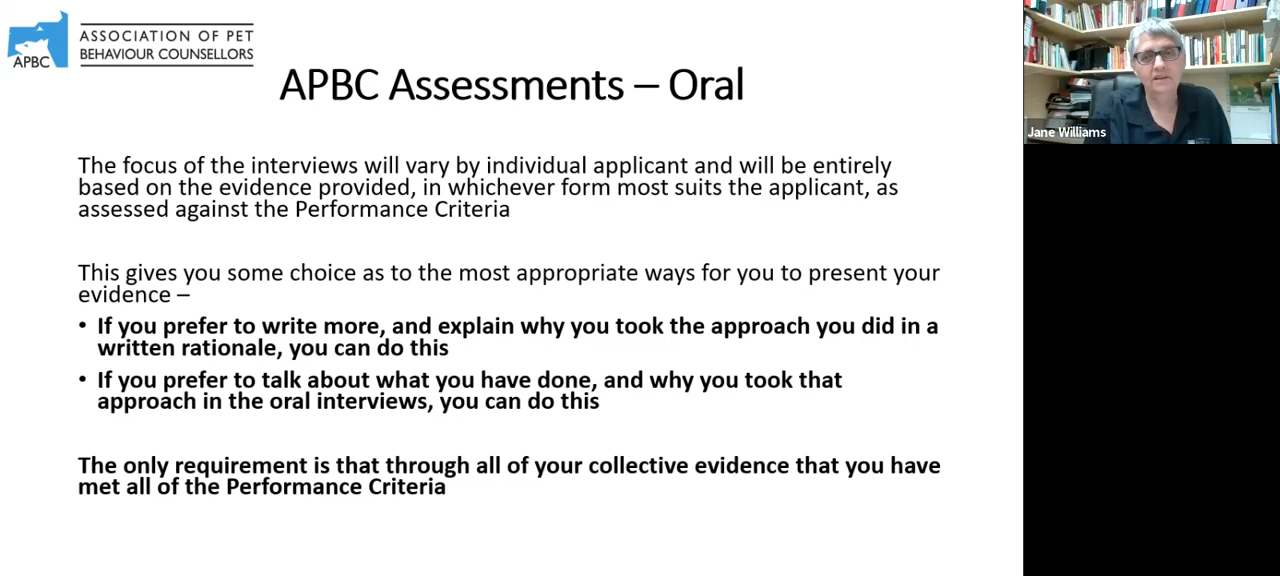 ASSOCIATION OF PET
BEHAVIOUR COUNSELLORS
APBC
APBC Assessments – Oral
The focus of the interviews will vary by individual applicant and will be entirely
based on the evidence provided, in whichever form most suits the applicant, as
assessed against the Performance Criteria
This gives you some choice as to the most appropriate ways for you to present your
evidence –
• If you prefer to write more, and explain why you took the approach you did in a
written rationale, you can do this
• If you prefer to talk about what you have done, and why you took that
approach in the oral interviews, you can do this
The only requirement is that through all of your collective evidence that you have
met all of the Performance Criteria
Jane Williams